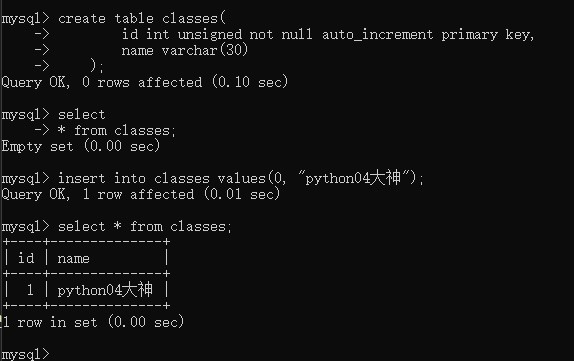 mysql> create table classes(
    ->         id int unsigned not null auto_increment primary key,
    ->         name varchar(30)
    ->     );
Query OK, 0 rows affected (0.10 sec)

mysql> select
    -> * from classes;
Empty set (0.00 sec)

mysql> insert into classes values(0, "python04大神");
Query OK, 1 row affected (0.01 sec)

mysql> select * from classes;
+----+--------------+
| id | name         |
+----+--------------+
|  1 | python04大神 |
+----+--------------+
1 row in set (0.00 sec)

mysql>